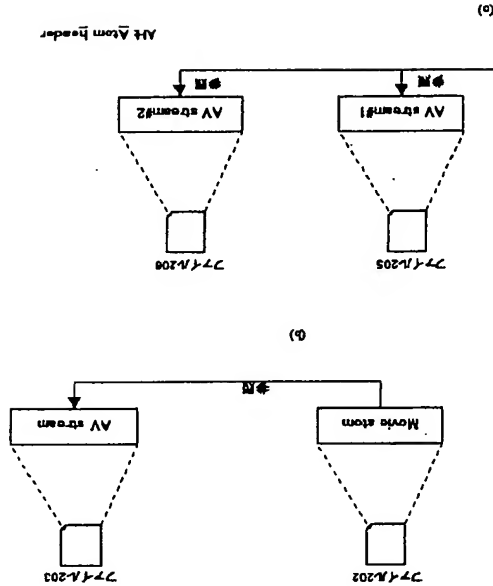 ファイル202
ファイル203
Movie atom
AV stream
参照
(b)
ファイル205
ファイル206
AV stream#1
AV stream#2
参照
参照
AH: Atom header
(c)